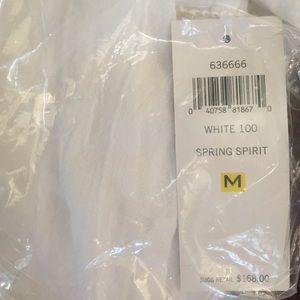 636666
0 40758 81867 0
WHITE 100
SPRING SPIRIT
M
SUGG RETAIL $168.00